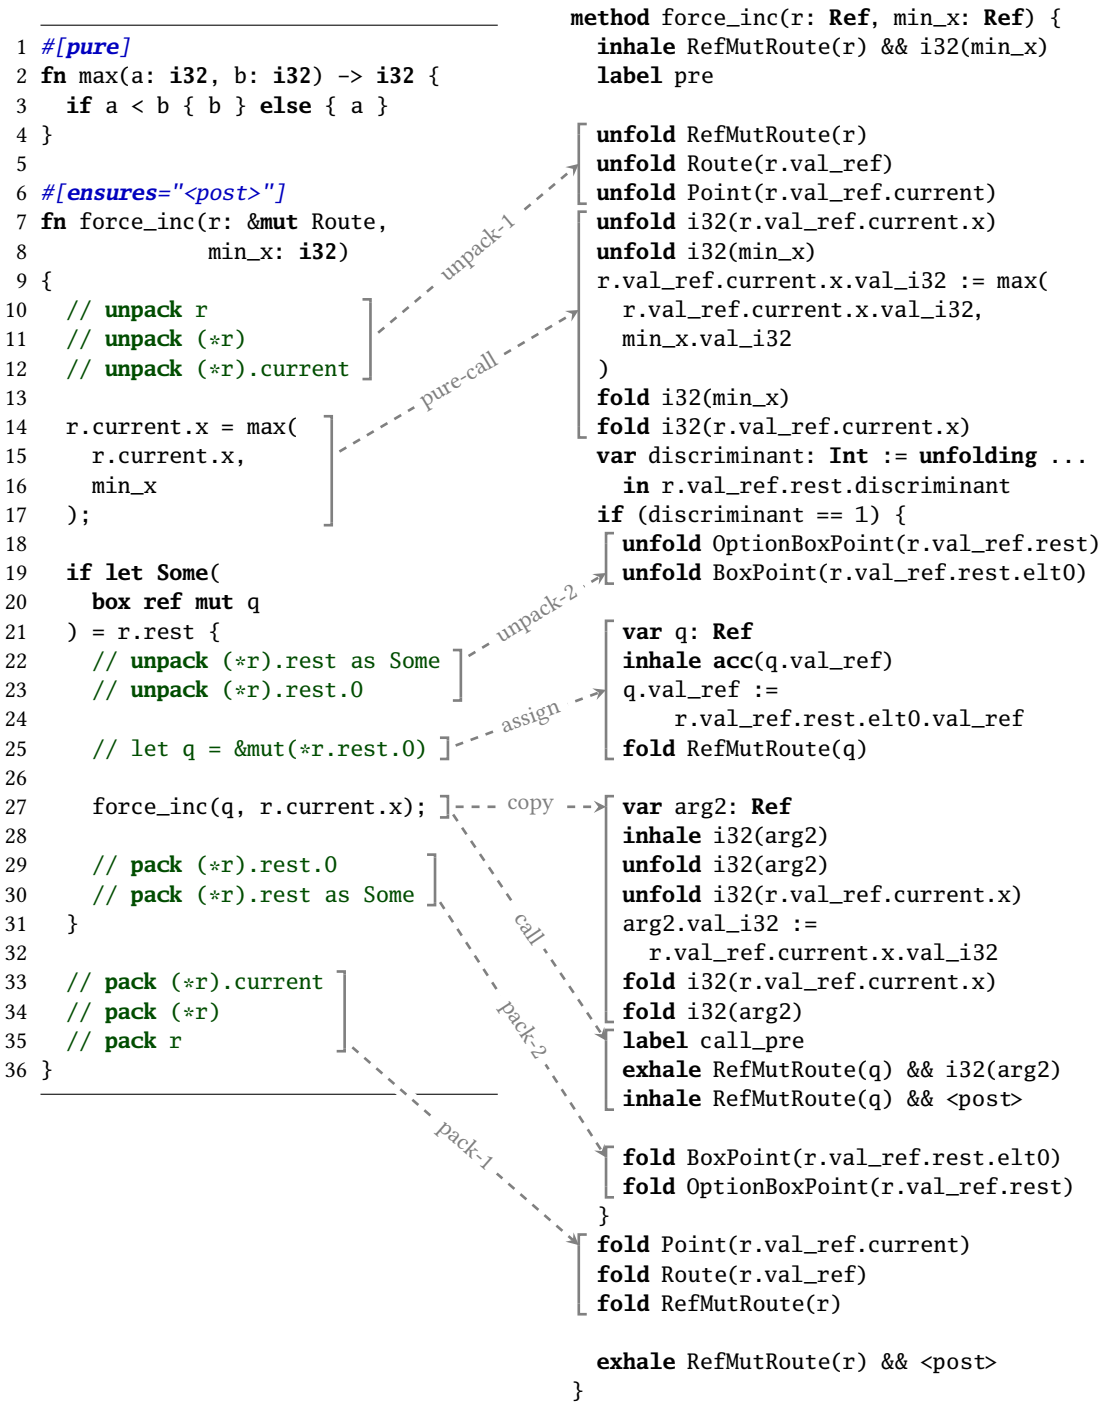 1 #[pure]
2 fn max(a: i32, b: i32) -> i32 {
3   if a < b { b } else { a }
4 }
5
6 #[ensures="<post>"]
7 fn force_inc(r: &mut Route,
8              min_x: i32)
9 {
10   // unpack r
11   // unpack (*r)
12   // unpack (*r).current
13
14   r.current.x = max(
15     r.current.x,
16     min_x
17   );
18
19   if let Some(
20     box ref mut q
21   ) = r.rest {
22     // unpack (*r).rest as Some
23     // unpack (*r).rest.0
24
25     // let q = &mut(*r.rest.0)
26
27     force_inc(q, r.current.x);
28
29     // pack (*r).rest.0
30     // pack (*r).rest as Some
31   }
32
33   // pack (*r).current
34   // pack (*r)
35   // pack r
36 }
unpack-1
pure-call
unpack-2
assign
copy
call
pack-2
pack-1
method force_inc(r: Ref, min_x: Ref) {
  inhale RefMutRoute(r) && i32(min_x)
  label pre
  unfold RefMutRoute(r)
  unfold Route(r.val_ref)
  unfold Point(r.val_ref.current)
  unfold i32(r.val_ref.current.x)
  unfold i32(min_x)
  r.val_ref.current.x.val_i32 := max(
    r.val_ref.current.x.val_i32,
    min_x.val_i32
  )
  fold i32(min_x)
  fold i32(r.val_ref.current.x)
  var discriminant: Int := unfolding ...
    in r.val_ref.rest.discriminant
  if (discriminant == 1) {
    unfold OptionBoxPoint(r.val_ref.rest)
    unfold BoxPoint(r.val_ref.rest.elt0)
    var q: Ref
    inhale acc(q.val_ref)
    q.val_ref :=
        r.val_ref.rest.elt0.val_ref
    fold RefMutRoute(q)
    var arg2: Ref
    inhale i32(arg2)
    unfold i32(arg2)
    unfold i32(r.val_ref.current.x)
    arg2.val_i32 :=
      r.val_ref.current.x.val_i32
    fold i32(r.val_ref.current.x)
    fold i32(arg2)
    label call_pre
    exhale RefMutRoute(q) && i32(arg2)
    inhale RefMutRoute(q) && <post>
    fold BoxPoint(r.val_ref.rest.elt0)
    fold OptionBoxPoint(r.val_ref.rest)
  }
  fold Point(r.val_ref.current)
  fold Route(r.val_ref)
  fold RefMutRoute(r)
  exhale RefMutRoute(r) && <post>
}